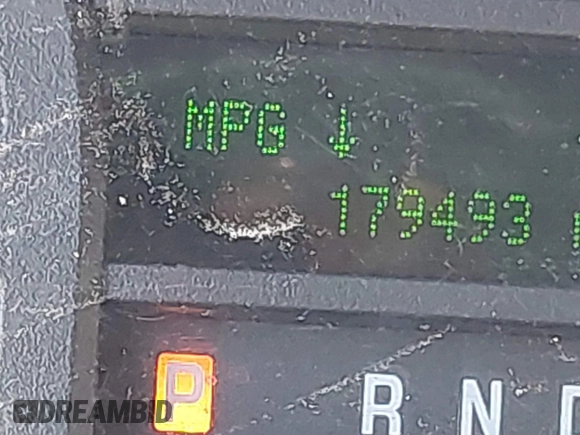 MPG
179493
P R N
DREAMBID